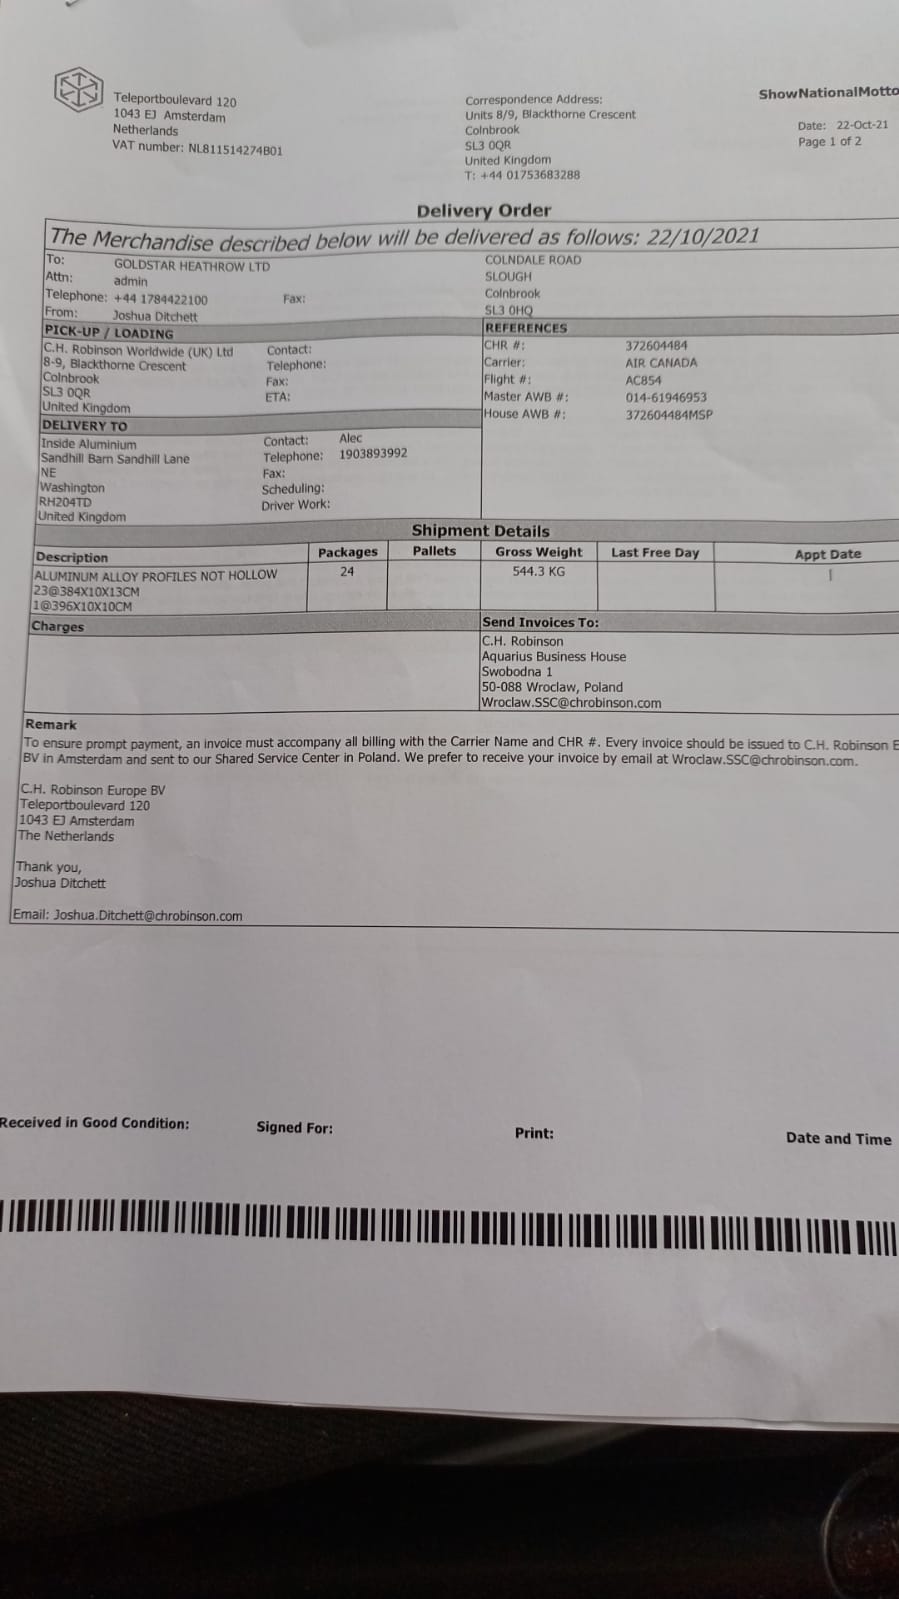 Teleportboulevard 120
1043 EJ Amsterdam
Netherlands
VAT number: NL811514274B01
Correspondence Address:
Units 8/9, Blackthorne Crescent
Colnbrook
SL3 0QR
United Kingdom
T: +44 01753683288
ShowNationalMotto
Date: 22-Oct-21
Page 1 of 2
Delivery Order
The Merchandise described below will be delivered as follows: 22/10/2021
To: GOLDSTAR HEATHROW LTD
Attn: admin
Telephone: +44 1784422100 Fax:
From: Joshua Ditchett
COLNDALE ROAD
SLOUGH
Colnbrook
SL3 0HQ
PICK-UP / LOADING
C.H. Robinson Worldwide (UK) Ltd Contact:
8-9, Blackthorne Crescent Telephone:
Colnbrook Fax:
SL3 0QR ETA:
United Kingdom
REFERENCES
CHR #: 372604484
Carrier: AIR CANADA
Flight #: AC854
Master AWB #: 014-61946953
House AWB #: 372604484MSP
DELIVERY TO
Inside Aluminium Contact: Alec
Sandhill Barn Sandhill Lane Telephone: 1903893992
NE Fax:
Washington Scheduling:
RH204TD Driver Work:
United Kingdom
Shipment Details
Description Packages Pallets Gross Weight Last Free Day Appt Date
ALUMINUM ALLOY PROFILES NOT HOLLOW 24 544.3 KG
23@384X10X13CM
1@396X10X10CM
Charges
Send Invoices To:
C.H. Robinson
Aquarius Business House
Swobodna 1
50-088 Wroclaw, Poland
Wroclaw.SSC@chrobinson.com
Remark
To ensure prompt payment, an invoice must accompany all billing with the Carrier Name and CHR #. Every invoice should be issued to C.H. Robinson E
BV in Amsterdam and sent to our Shared Service Center in Poland. We prefer to receive your invoice by email at Wroclaw.SSC@chrobinson.com.
C.H. Robinson Europe BV
Teleportboulevard 120
1043 EJ Amsterdam
The Netherlands
Thank you,
Joshua Ditchett
Email: Joshua.Ditchett@chrobinson.com
Received in Good Condition: Signed For: Print: Date and Time